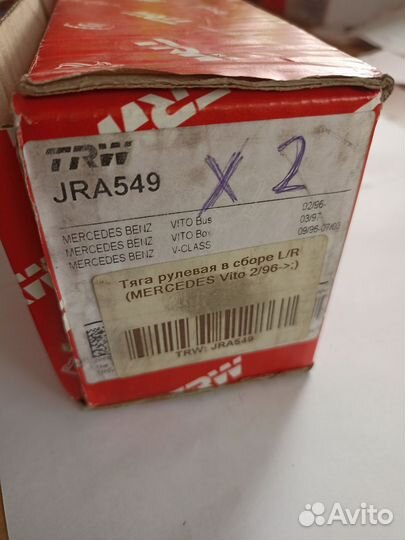 TRW
JRA549
X 2
MERCEDES BENZ VITO Bus 02/96-
MERCEDES BENZ VITO Box 03/97-
MERCEDES BENZ V-CLASS 09/96-07/03
Тяга рулевая в сборе L/R
(MERCEDES Vito 2/96->;)
TRW: JRA549
TRW
Avito